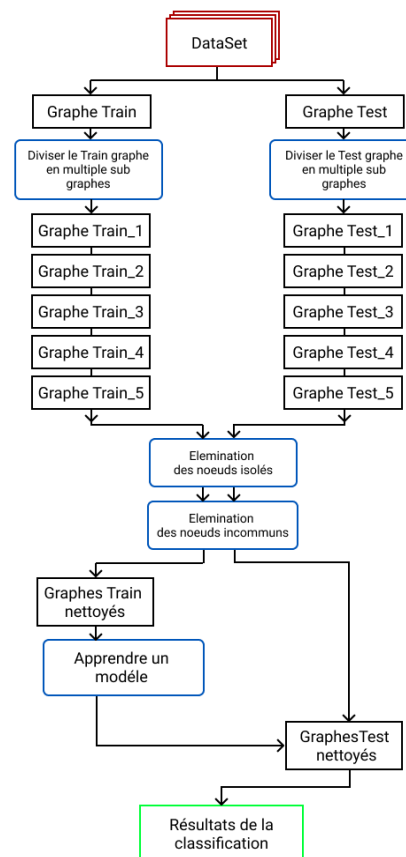 DataSet
Graphe Train
Graphe Test
Diviser le Train graphe
en multiple sub
graphes
Diviser le Test graphe
en multiple sub
graphes
Graphe Train_1
Graphe Test_1
Graphe Train_2
Graphe Test_2
Graphe Train_3
Graphe Test_3
Graphe Train_4
Graphe Test_4
Graphe Train_5
Graphe Test_5
Elemination
des noeuds isolés
Elemination
des noeuds incommuns
Graphes Train
nettoyés
Apprendre un
modéle
GraphesTest
nettoyés
Résultats de la
classification